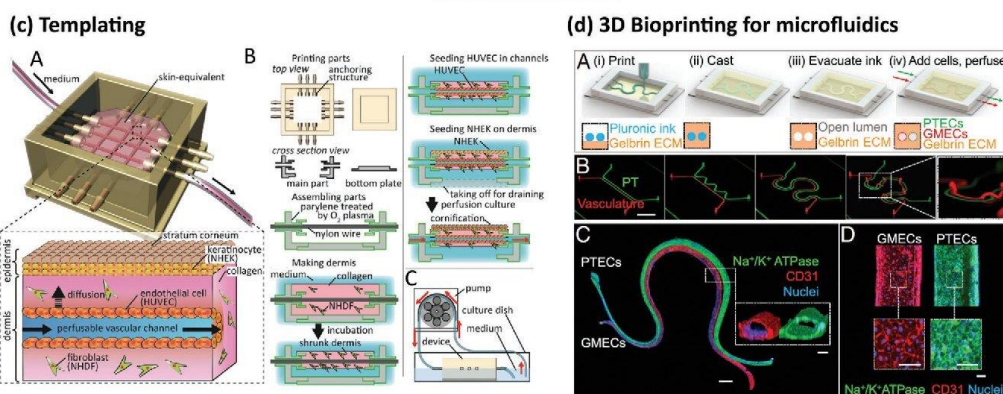 (c) Templating
A
medium
skin-equivalent
stratum corneum
keratinocyte
(NHEK)
collagen
epidermis
dermis
diffusion
endothelial cell
(HUVEC)
perfusable vascular channel
fibroblast
(NHDF)
B
Printing parts
top view
anchoring
structure
cross section view
main part
bottom plate
Assembling parts
parylene treated
by O2 plasma
nylon wire
Making dermis
medium
collagen
NHDF
incubation
shrunk dermis
Seeding HUVEC in channels
HUVEC
Seeding NHEK on dermis
NHEK
taking off for draining
perfusion culture
cornification
C
pump
culture dish
medium
device
(d) 3D Bioprinting for microfluidics
A
(i) Print
(ii) Cast
(iii) Evacuate ink
(iv) Add cells, perfuse
Pluronic ink
Gelbrin ECM
Open lumen
Gelbrin ECM
PTECs
GMECs
Gelbrin ECM
B
PT
Vasculature
C
PTECs
GMECs
Na+/K+ ATPase
CD31
Nuclei
D
GMECs
PTECs
Na+/K+ATPase CD31 Nuclei